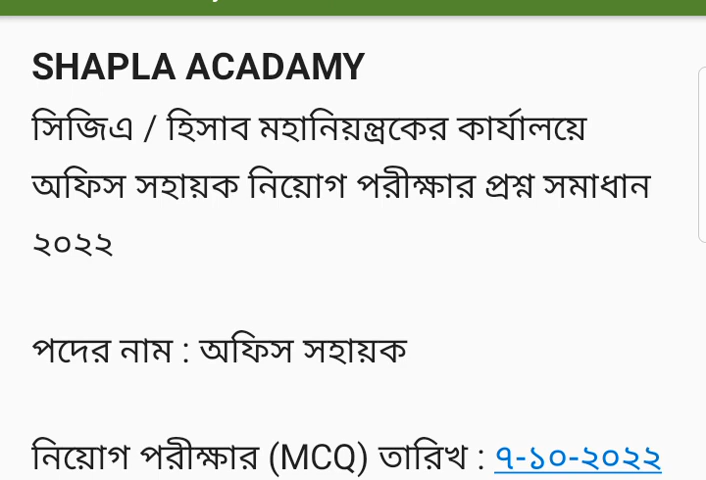 SHAPLA ACADAMY
সিজিএ / হিসাব মহানিয়ন্ত্রকের কার্যালয়ে
অফিস সহায়ক নিয়োগ পরীক্ষার প্রশ্ন সমাধান
২০২২
পদের নাম : অফিস সহায়ক
নিয়োগ পরীক্ষার (MCQ) তারিখ : ৭-১০-২০২২